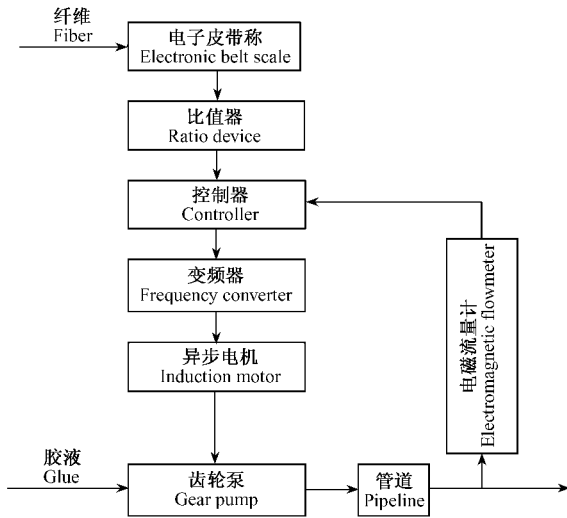 纤维
Fiber
电子皮带称
Electronic belt scale
比值器
Ratio device
控制器
Controller
变频器
Frequency converter
异步电机
Induction motor
电磁流量计
Electromagnetic flowmeter
胶液
Glue
齿轮泵
Gear pump
管道
Pipeline